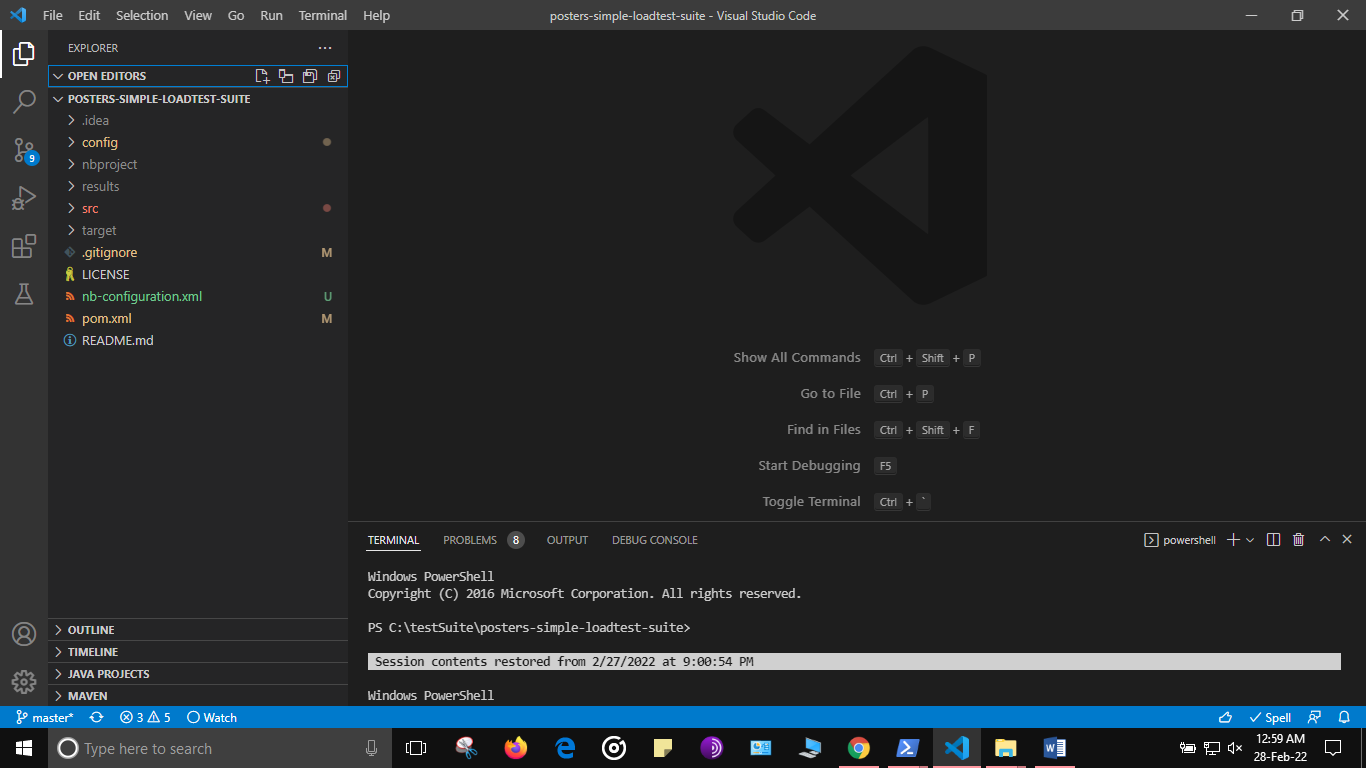 File Edit Selection View Go Run Terminal Help
posters-simple-loadtest-suite - Visual Studio Code
EXPLORER
OPEN EDITORS
POSTERS-SIMPLE-LOADTEST-SUITE
.idea
config
nbproject
results
src
target
.gitignore M
LICENSE
nb-configuration.xml U
pom.xml M
README.md
OUTLINE
TIMELINE
JAVA PROJECTS
MAVEN
9
Show All Commands Ctrl + Shift + P
Go to File Ctrl + P
Find in Files Ctrl + Shift + F
Start Debugging F5
Toggle Terminal Ctrl + `
TERMINAL PROBLEMS 8 OUTPUT DEBUG CONSOLE powershell
Windows PowerShell
Copyright (C) 2016 Microsoft Corporation. All rights reserved.
PS C:\testSuite\posters-simple-loadtest-suite>
Session contents restored from 2/27/2022 at 9:00:54 PM
Windows PowerShell
master* 3 5 Watch Spell
Type here to search
12:59 AM
28-Feb-22